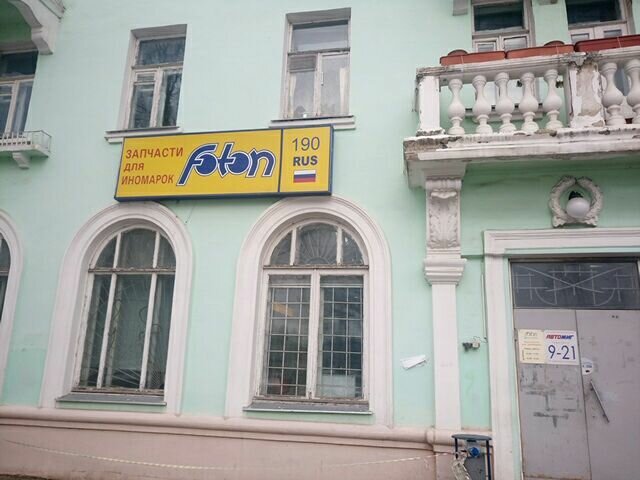 ЗАПЧАСТИ
ДЛЯ
ИНОМАРОК
foton
190
RUS
АВТОМИГ
9-21